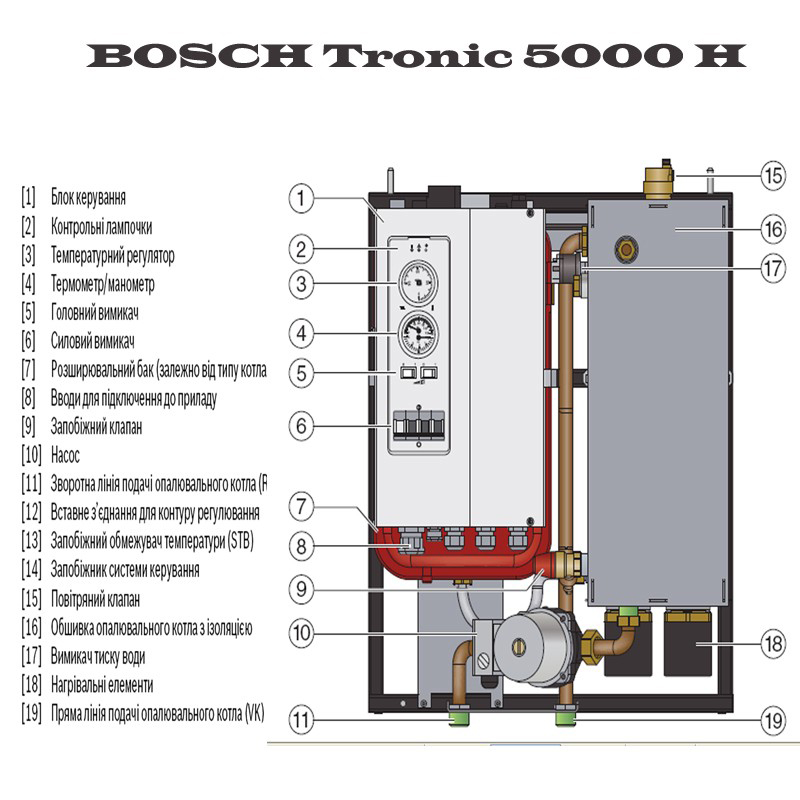 BOSCH Tronic 5000 H
[1] Блок керування
[2] Контрольні лампочки
[3] Температурний регулятор
[4] Термометр/манометр
[5] Головний вимикач
[6] Силовий вимикач
[7] Розширювальний бак (залежно від типу котла
[8] Вводи для підключення до приладу
[9] Запобіжний клапан
[10] Насос
[11] Зворотна лінія подачі опалювального котла (R
[12] Вставне з’єднання для контуру регулювання
[13] Запобіжний обмежувач температури (STB)
[14] Запобіжник системи керування
[15] Повітряний клапан
[16] Обшивка опалювального котла з ізоляцією
[17] Вимикач тиску води
[18] Нагрівальні елементи
[19] Пряма лінія подачі опалювального котла (VK)
1
2
3
4
5
6
7
8
9
10
11
15
16
17
18
19